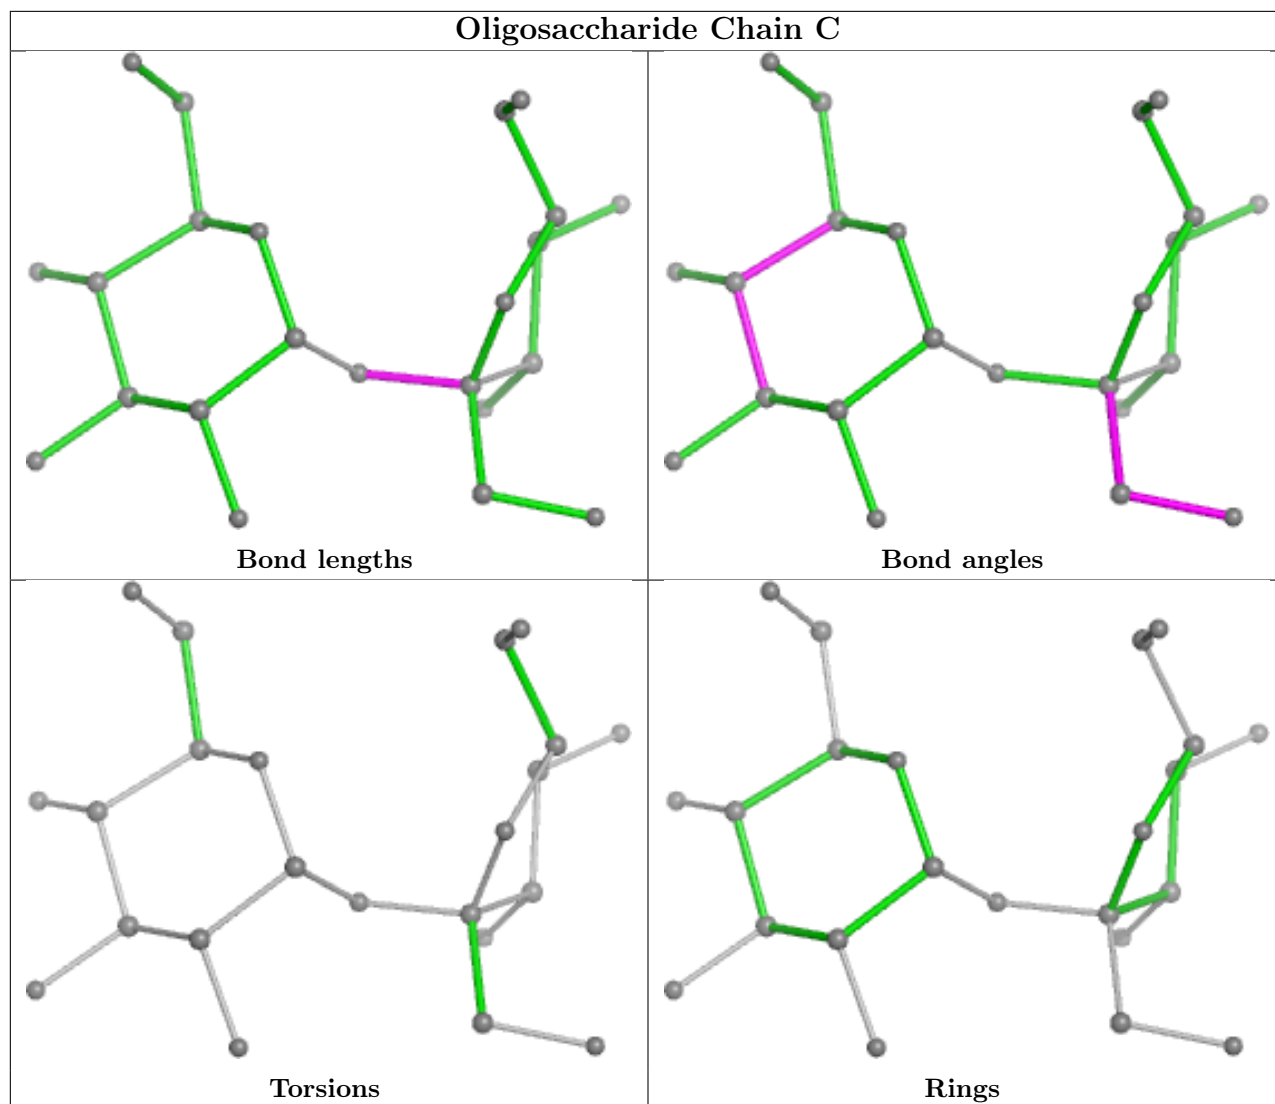 Oligosaccharide Chain C
Bond lengths
Bond angles
Torsions
Rings